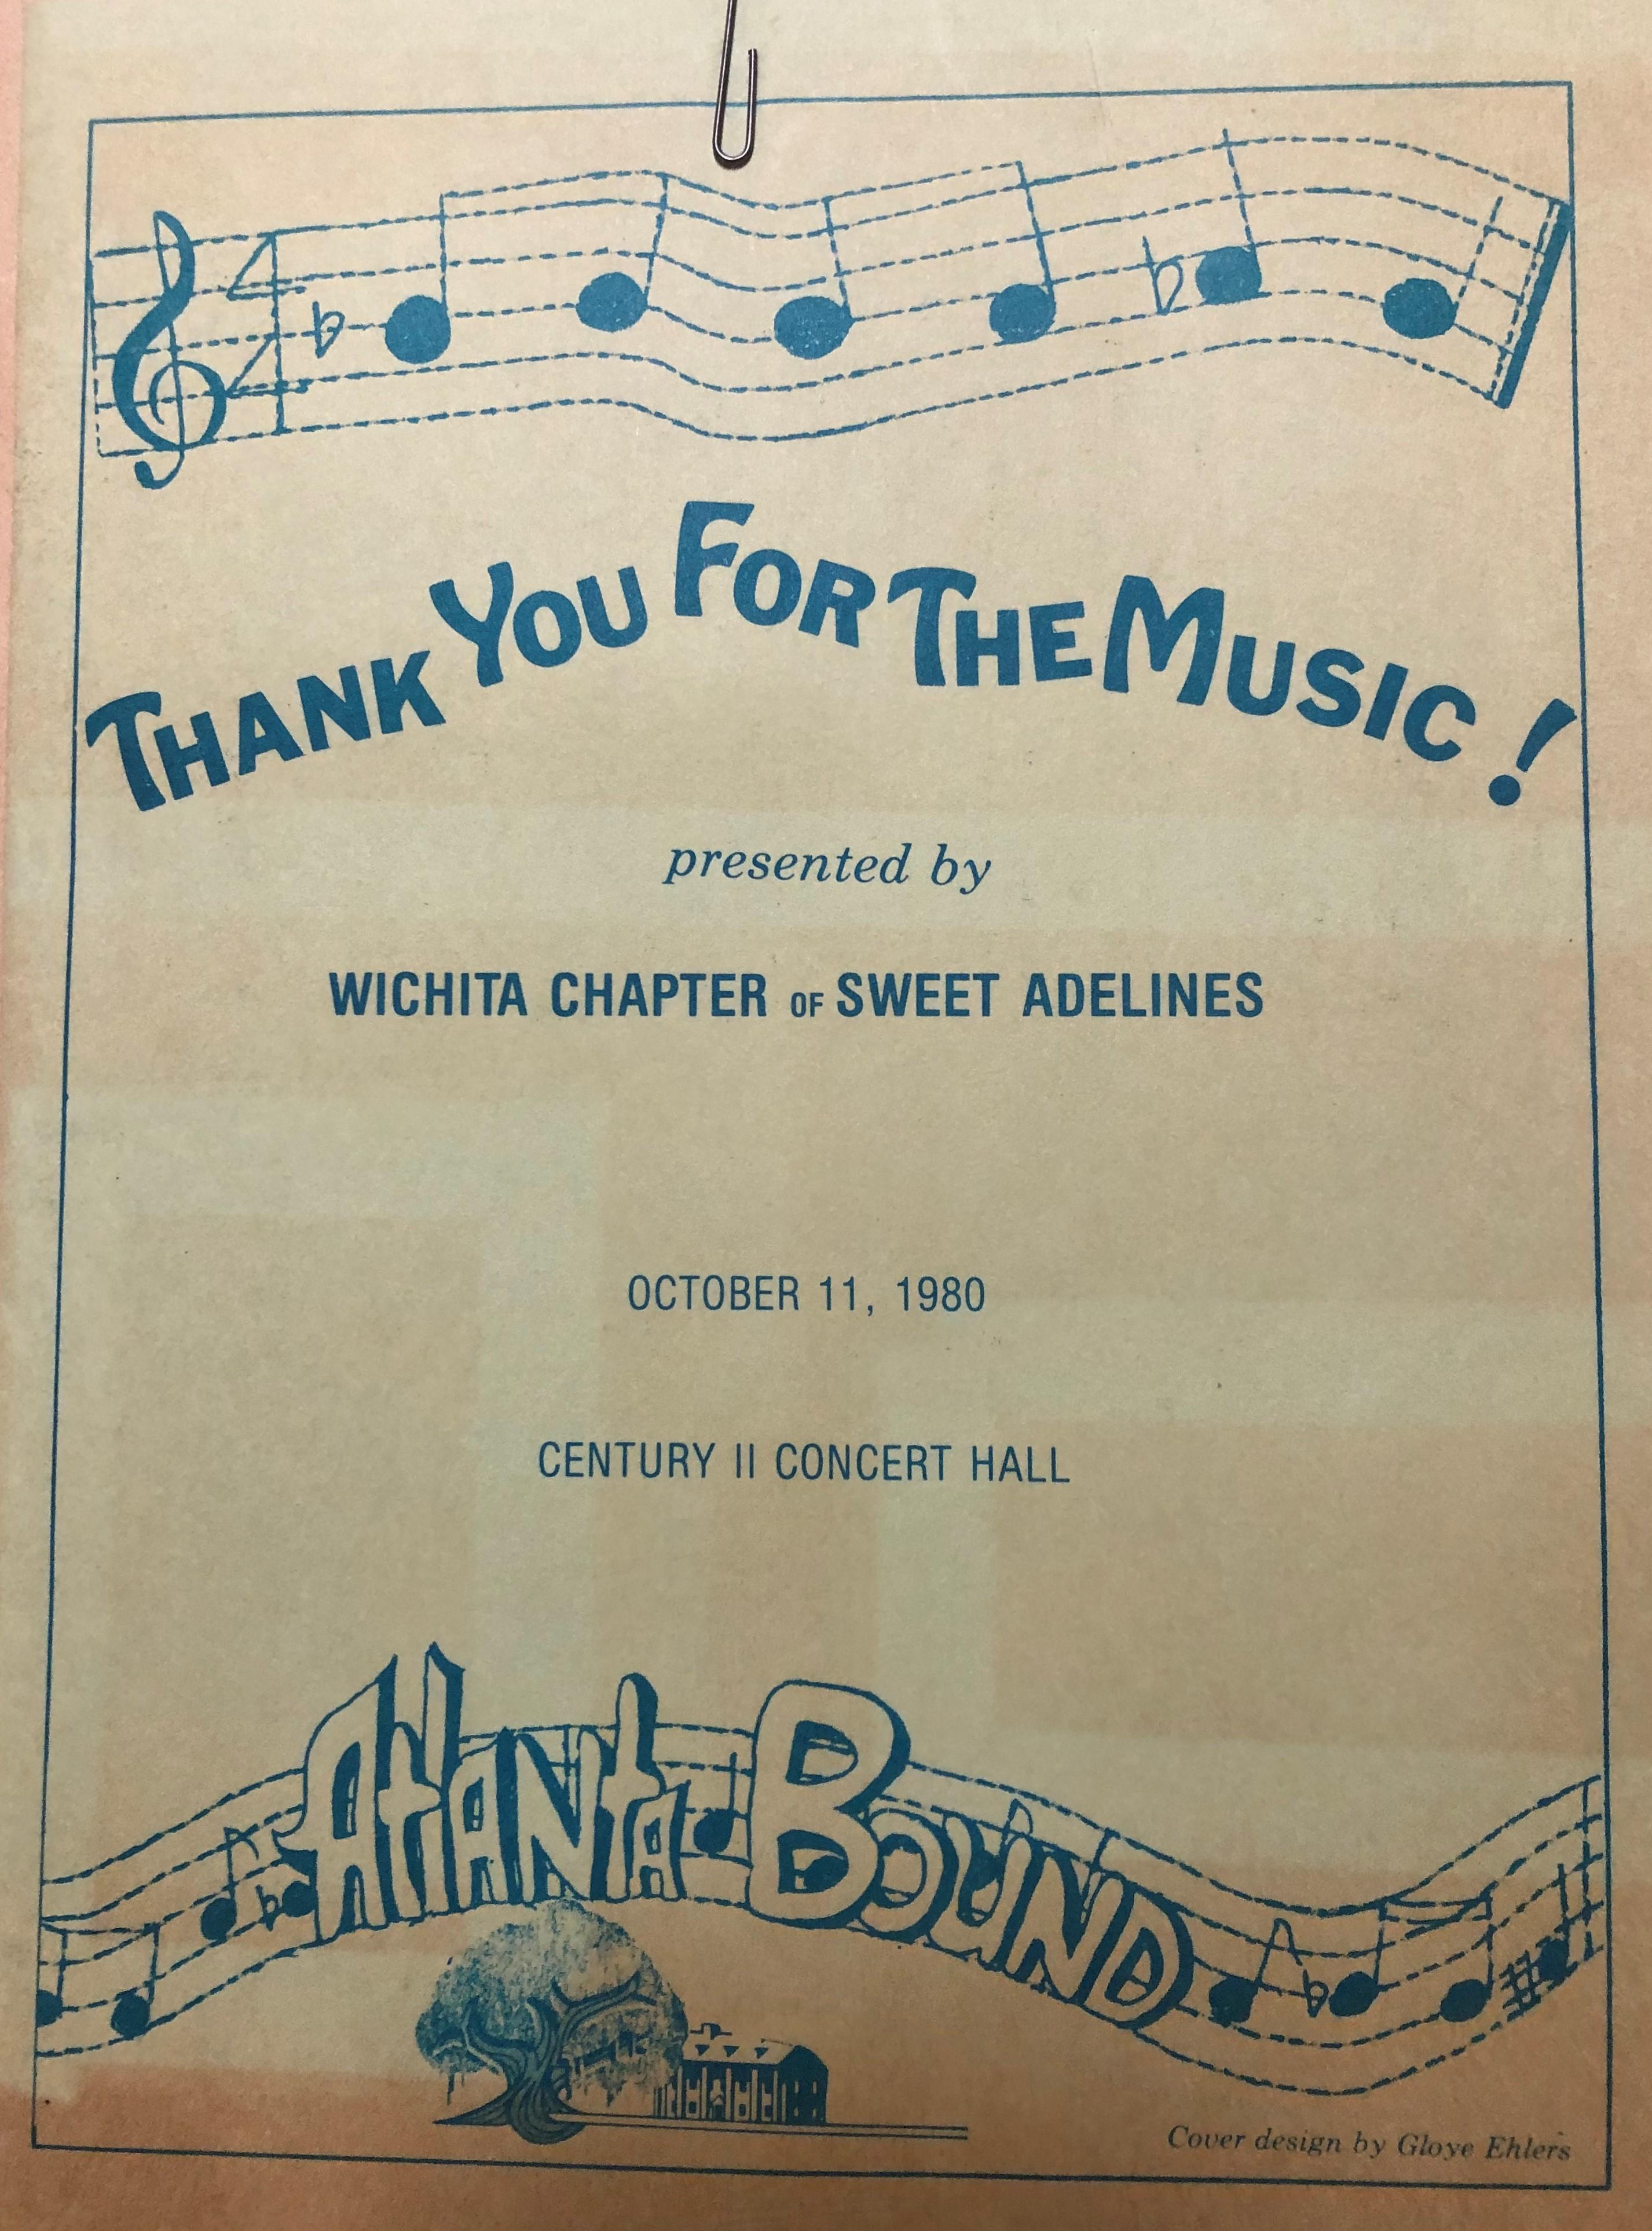 THANK YOU FOR THE MUSIC!
presented by
WICHITA CHAPTER OF SWEET ADELINES
OCTOBER 11, 1980
CENTURY II CONCERT HALL
Atlanta Bound
Cover design by Gloye Ehlers